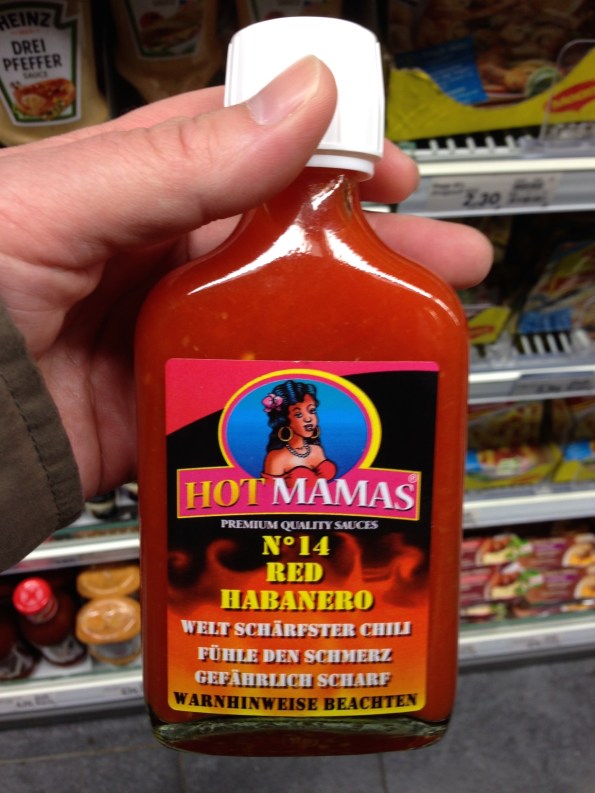 HEINZ
DREI
PFEFFER
SAUCE
2.30
HOT MAMAS®
PREMIUM QUALITY SAUCES
N° 14
RED
HABANERO
WELT SCHÄRFSTER CHILI
FÜHLE DEN SCHMERZ
GEFÄHRLICH SCHARF
WARNHINWEISE BEACHTEN